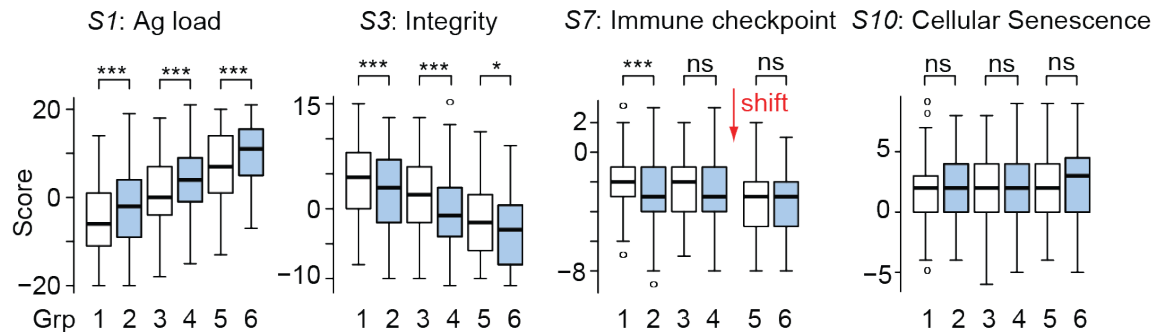 S1: Ag load
S3: Integrity
S7: Immune checkpoint
S10: Cellular Senescence
*** *** ***
*** *** *
*** ns ns
ns ns ns
shift
Score
20
0
−20
15
0
−10
2
0
−8
5
0
−5
Grp 1 2 3 4 5 6
1 2 3 4 5 6
1 2 3 4 5 6
1 2 3 4 5 6